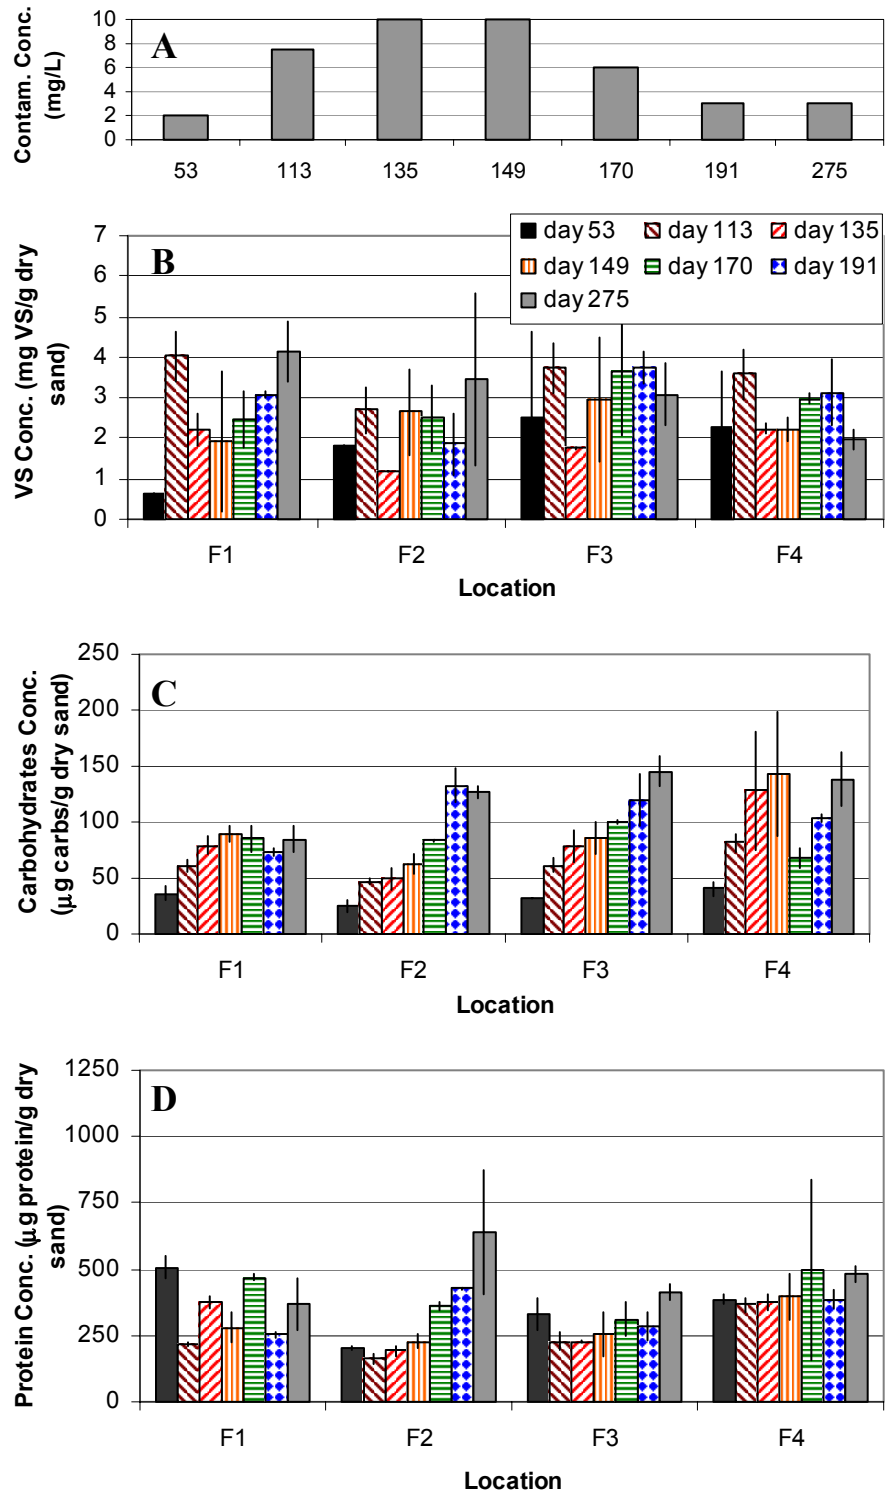 Contam. Conc.
(mg/L)
10
8
6
4
2
0
A
53 113 135 149 170 191 275
VS Conc. (mg VS/g dry
sand)
7
6
5
4
3
2
1
0
B
day 53 day 113 day 135
day 149 day 170 day 191
day 275
F1 F2 F3 F4
Location
Carbohydrates Conc.
(µg carbs/g dry sand)
250
200
150
100
50
0
C
F1 F2 F3 F4
Location
Protein Conc. (µg protein/g dry
sand)
1250
1000
750
500
250
0
D
F1 F2 F3 F4
Location